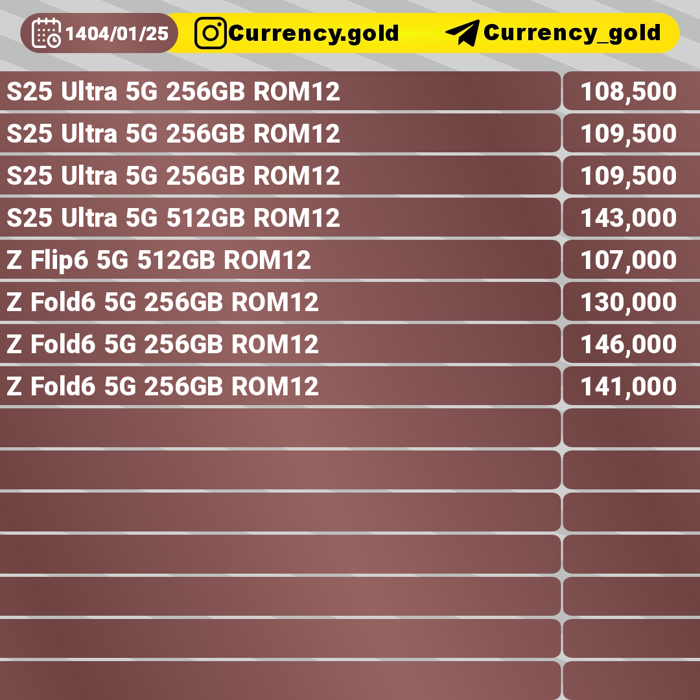 1404/01/25 Currency.gold Currency_gold
S25 Ultra 5G 256GB ROM12 108,500
S25 Ultra 5G 256GB ROM12 109,500
S25 Ultra 5G 256GB ROM12 109,500
S25 Ultra 5G 512GB ROM12 143,000
Z Flip6 5G 512GB ROM12 107,000
Z Fold6 5G 256GB ROM12 130,000
Z Fold6 5G 256GB ROM12 146,000
Z Fold6 5G 256GB ROM12 141,000